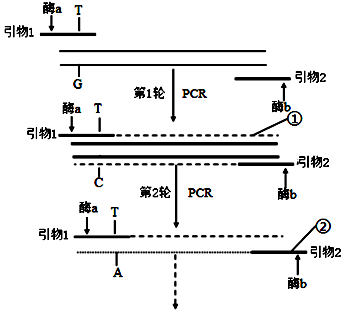 酶a T
引物1
G
引物2
第1轮 PCR
酶b
酶a T
①
引物1
引物2
C
酶b
第2轮 PCR
酶a
T
②
引物1
引物2
A
酶b